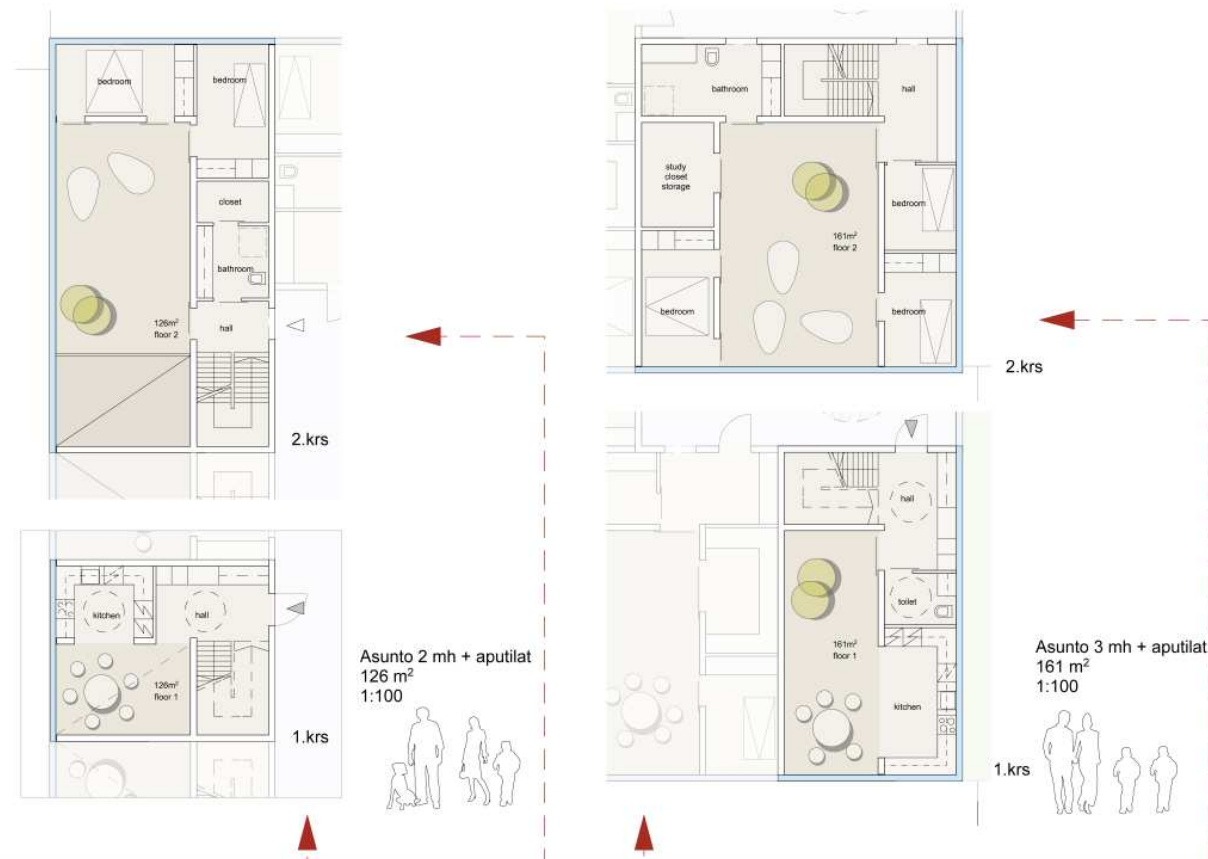 bedroom
bedroom
closet
bathroom
126m²
floor 2
hall
2.krs
kitchen
hall
126m²
floor 1
1.krs
Asunto 2 mh + aputilat
126 m²
1:100
bathroom
hall
study
closet
storage
bedroom
161m²
floor 2
bedroom
bedroom
2.krs
hall
toilet
161m²
floor 1
kitchen
1.krs
Asunto 3 mh + aputilat
161 m²
1:100